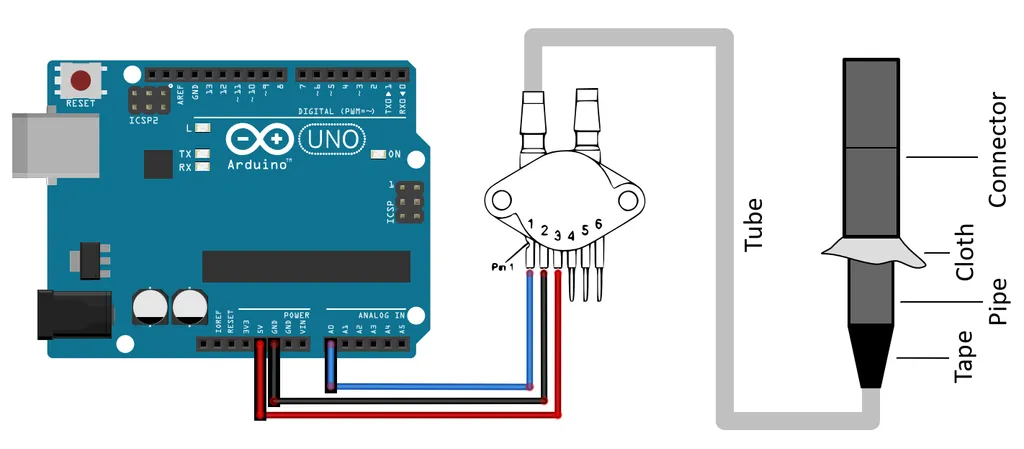 RESET
ICSP2
L
TX
RX
AREF
GND
13
12
~11
~10
~9
8
7
~6
~5
4
~3
2
TX0▶1
RX0◀0
DIGITAL (PWM=~)
UNO
Arduino™
ON
1
ICSP
IOREF
RESET
3V3
5V
GND
GND
VIN
POWER
ANALOG IN
A0
A1
A2
A3
A4
A5
1 2 3 4 5 6
Pin 1
Tube
Connector
Cloth
Pipe
Tape